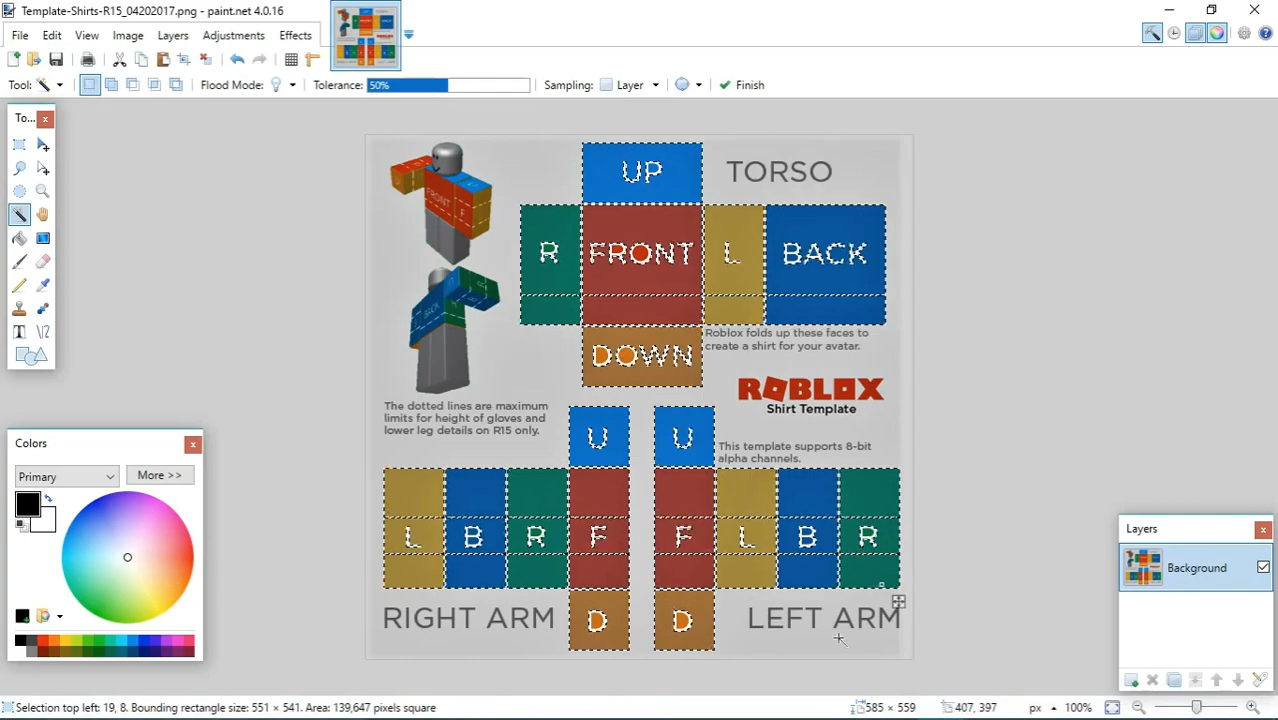 Template-Shirts-R15_04202017.png - paint.net 4.0.16
File Edit View Image Layers Adjustments Effects
Tool: Flood Mode: Tolerance: 50% Sampling: Layer Finish
To...
UP TORSO
R FRONT L BACK
FRONT F
BACK
DOWN
Roblox folds up these faces to
create a shirt for your avatar.
ROBLOX
Shirt Template
The dotted lines are maximum
limits for height of gloves and
lower leg details on R15 only.
U U
This template supports 8-bit
alpha channels.
L B R F F L B R
RIGHT ARM D D LEFT ARM
Colors
Primary More >>
Layers
Background
Selection top left: 19, 8. Bounding rectangle size: 551 × 541. Area: 139,647 pixels square 585 × 559 407, 397 px 100%